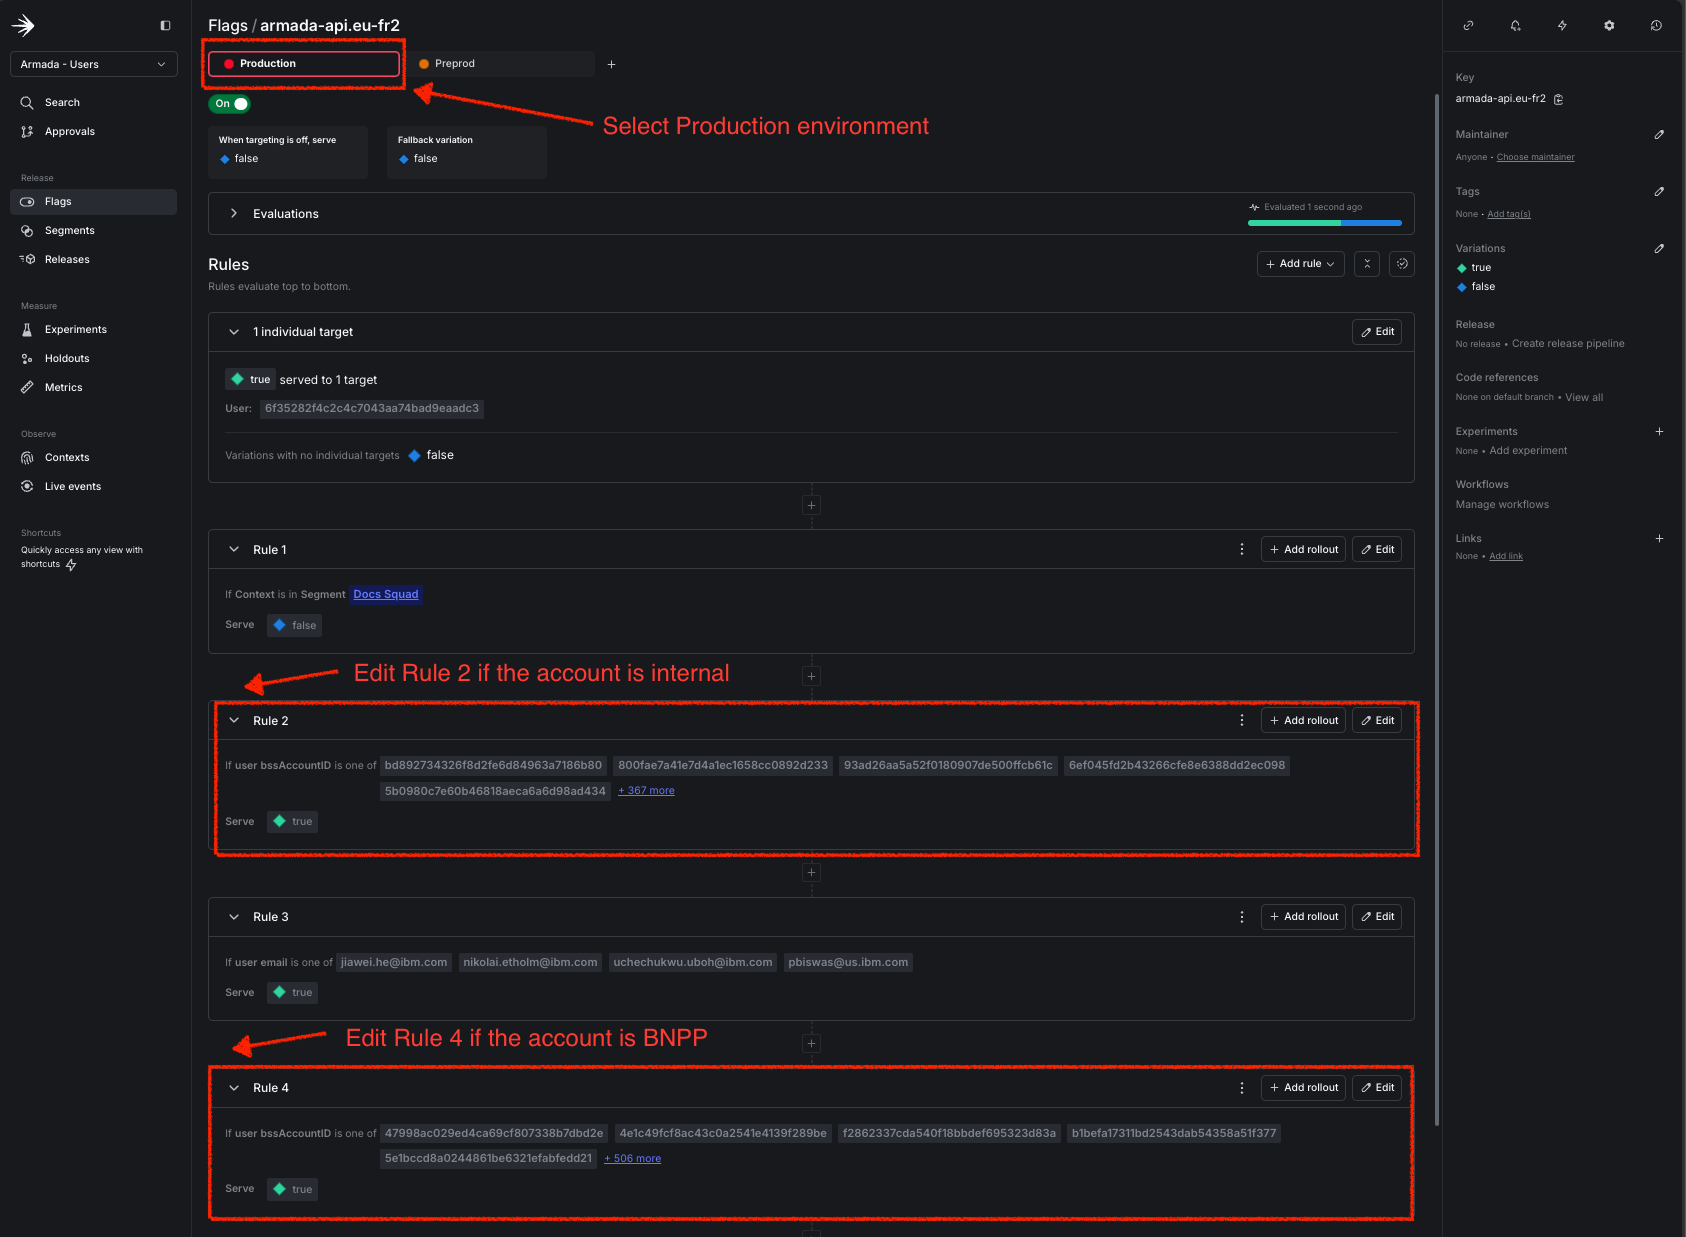 Armada - Users
Search
Approvals
Release
Flags
Segments
Releases
Measure
Experiments
Holdouts
Metrics
Observe
Contexts
Live events
Shortcuts
Quickly access any view with
shortcuts
Flags / armada-api.eu-fr2
Production
Preprod
On
Select Production environment
When targeting is off, serve
false
Fallback variation
false
Evaluations
Evaluated 1 second ago
Rules
Rules evaluate top to bottom.
+ Add rule
1 individual target
Edit
true served to 1 target
User: 6f35282f4c2c4c7043aa74bad9eaadc3
Variations with no individual targets false
Rule 1
+ Add rollout
Edit
If Context is in Segment Docs Squad
Serve false
Edit Rule 2 if the account is internal
Rule 2
+ Add rollout
Edit
If user bssAccountID is one of bd892734326f8d2fe6d84963a7186b80 800fae7a41e7d4a1ec1658cc0892d233 93ad26aa5a52f0180907de500ffcb61c 6ef045fd2b43266cfe8e6388dd2ec098
5b0980c7e60b46818aeca6a6d98ad434 + 367 more
Serve true
Rule 3
+ Add rollout
Edit
If user email is one of jiawei.he@ibm.com nikolai.etholm@ibm.com uchechukwu.uboh@ibm.com pbiswas@us.ibm.com
Serve true
Edit Rule 4 if the account is BNPP
Rule 4
+ Add rollout
Edit
If user bssAccountID is one of 47998ac029ed4ca69cf807338b7dbd2e 4e1c49fcf8ac43c0a2541e4139f289be f2862337cda540f18bbdef695323d83a b1befa17311bd2543dab54358a51f377
5e1bccd8a0244861be6321efabfedd21 + 506 more
Serve true
Key
armada-api.eu-fr2
Maintainer
Anyone • Choose maintainer
Tags
None • Add tag(s)
Variations
true
false
Release
No release • Create release pipeline
Code references
None on default branch • View all
Experiments
None • Add experiment
Workflows
Manage workflows
Links
None • Add link